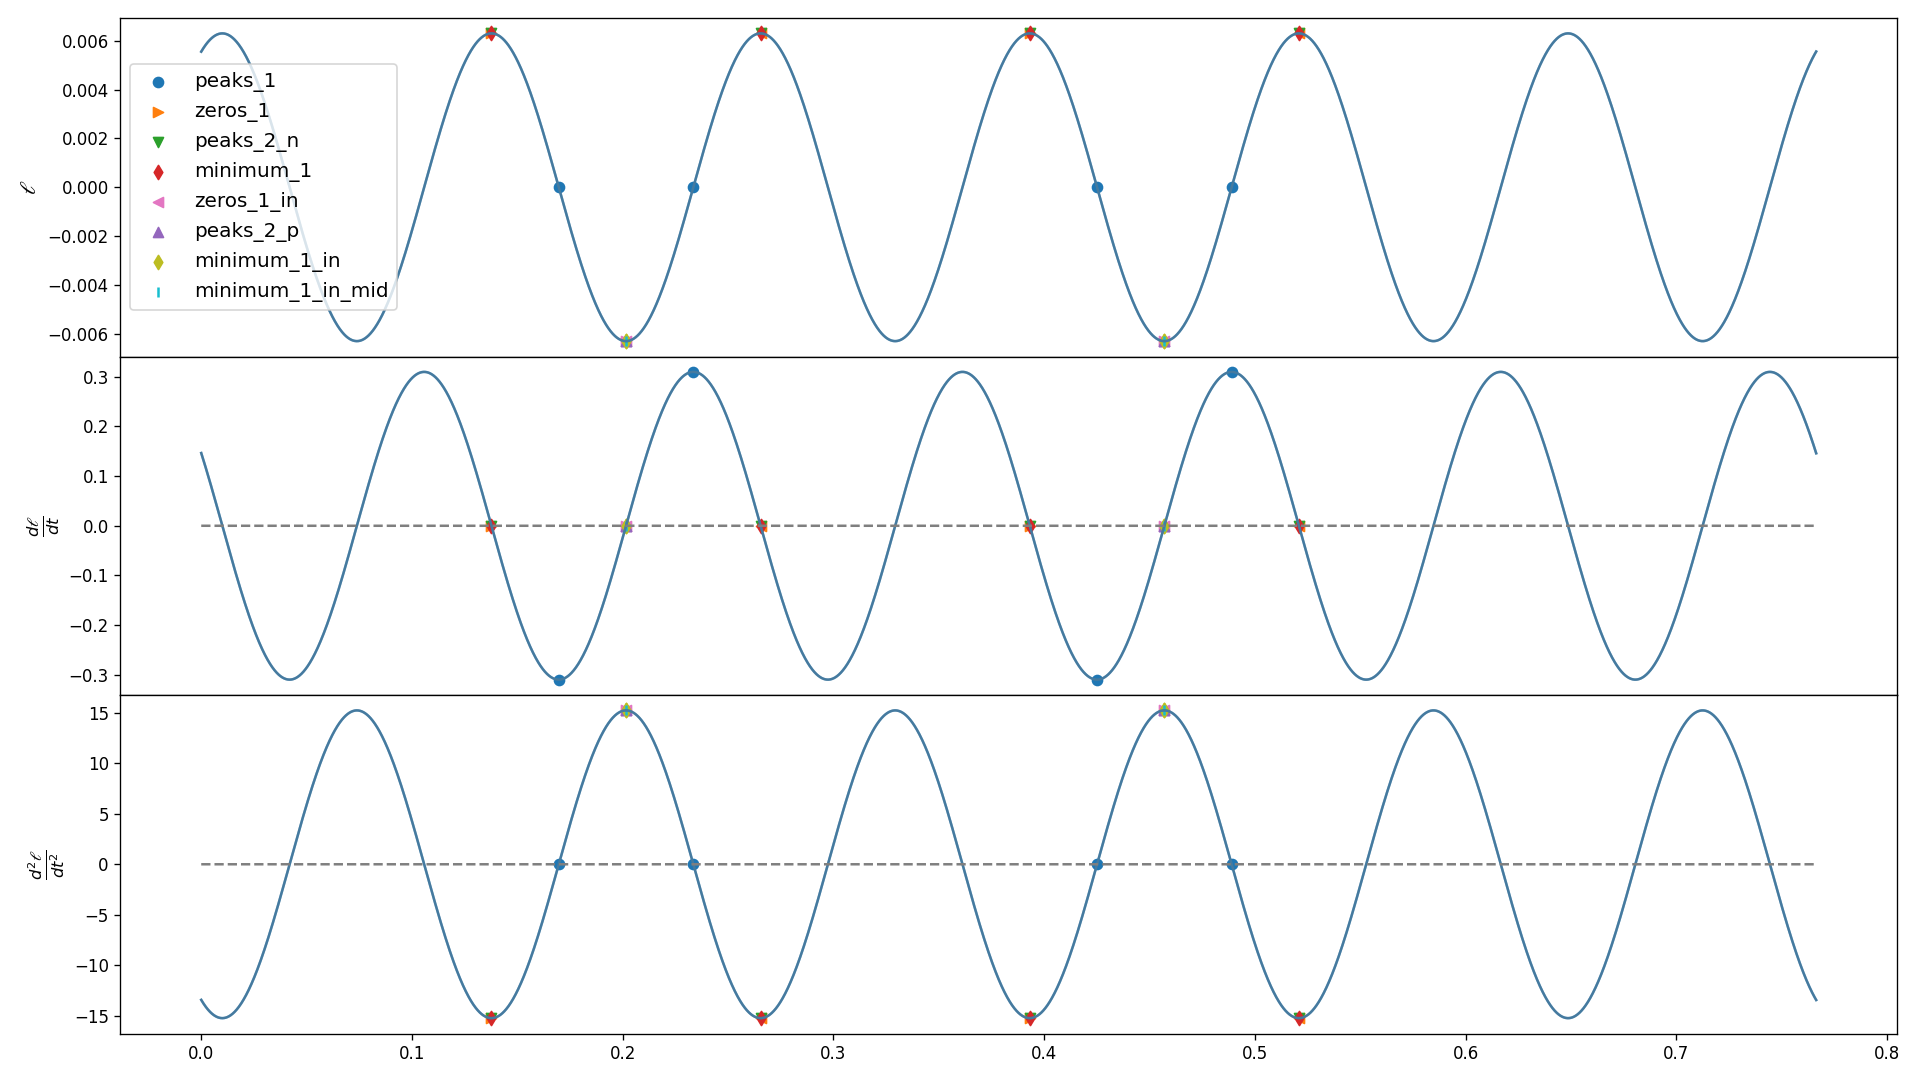 0.006
0.004
0.002
0.000
−0.002
−0.004
−0.006
ℓ
peaks_1
zeros_1
peaks_2_n
minimum_1
zeros_1_in
peaks_2_p
minimum_1_in
minimum_1_in_mid
0.3
0.2
0.1
0.0
−0.1
−0.2
−0.3
dℓ
dt
15
10
5
0
−5
−10
−15
d²ℓ
dt²
0.0 0.1 0.2 0.3 0.4 0.5 0.6 0.7 0.8